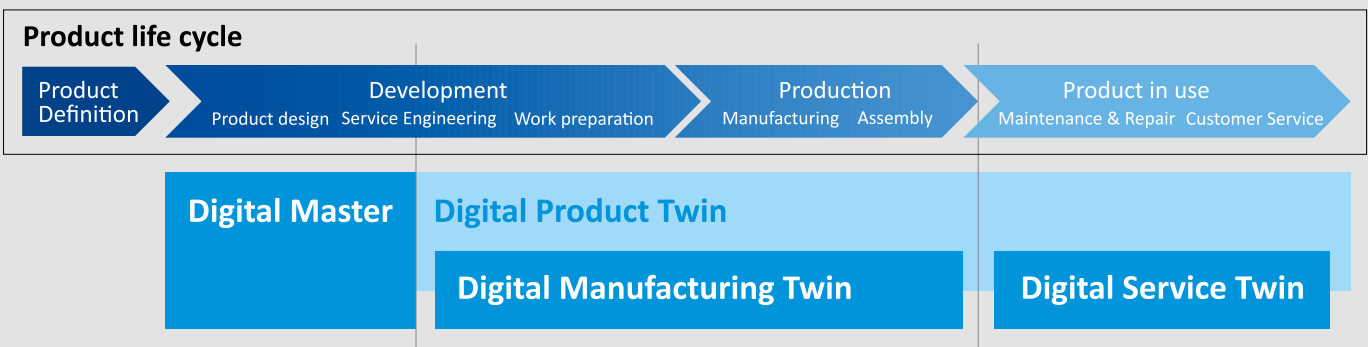 Product life cycle
Product
Definition
Development
Product design Service Engineering Work preparation
Production
Manufacturing Assembly
Product in use
Maintenance & Repair Customer Service
Digital Master
Digital Product Twin
Digital Manufacturing Twin
Digital Service Twin